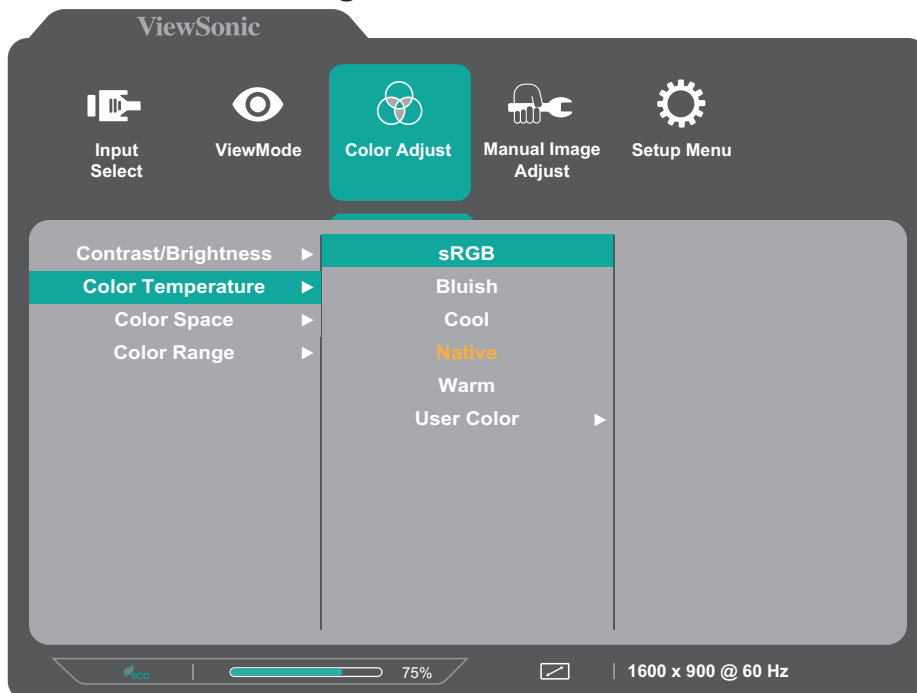 ViewSonic
Input
Select
ViewMode
Color Adjust
Manual Image
Adjust
Setup Menu
Contrast/Brightness
Color Temperature
Color Space
Color Range
sRGB
Bluish
Cool
Native
Warm
User Color
eco
75%
1600 x 900 @ 60 Hz